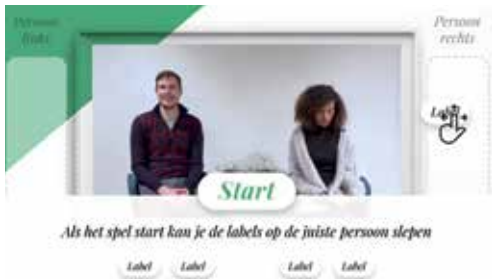 Persoon
links
Persoon
rechts
Label
Start
Als het spel start kan je de labels op de juiste persoon slepen
Label Label Label Label